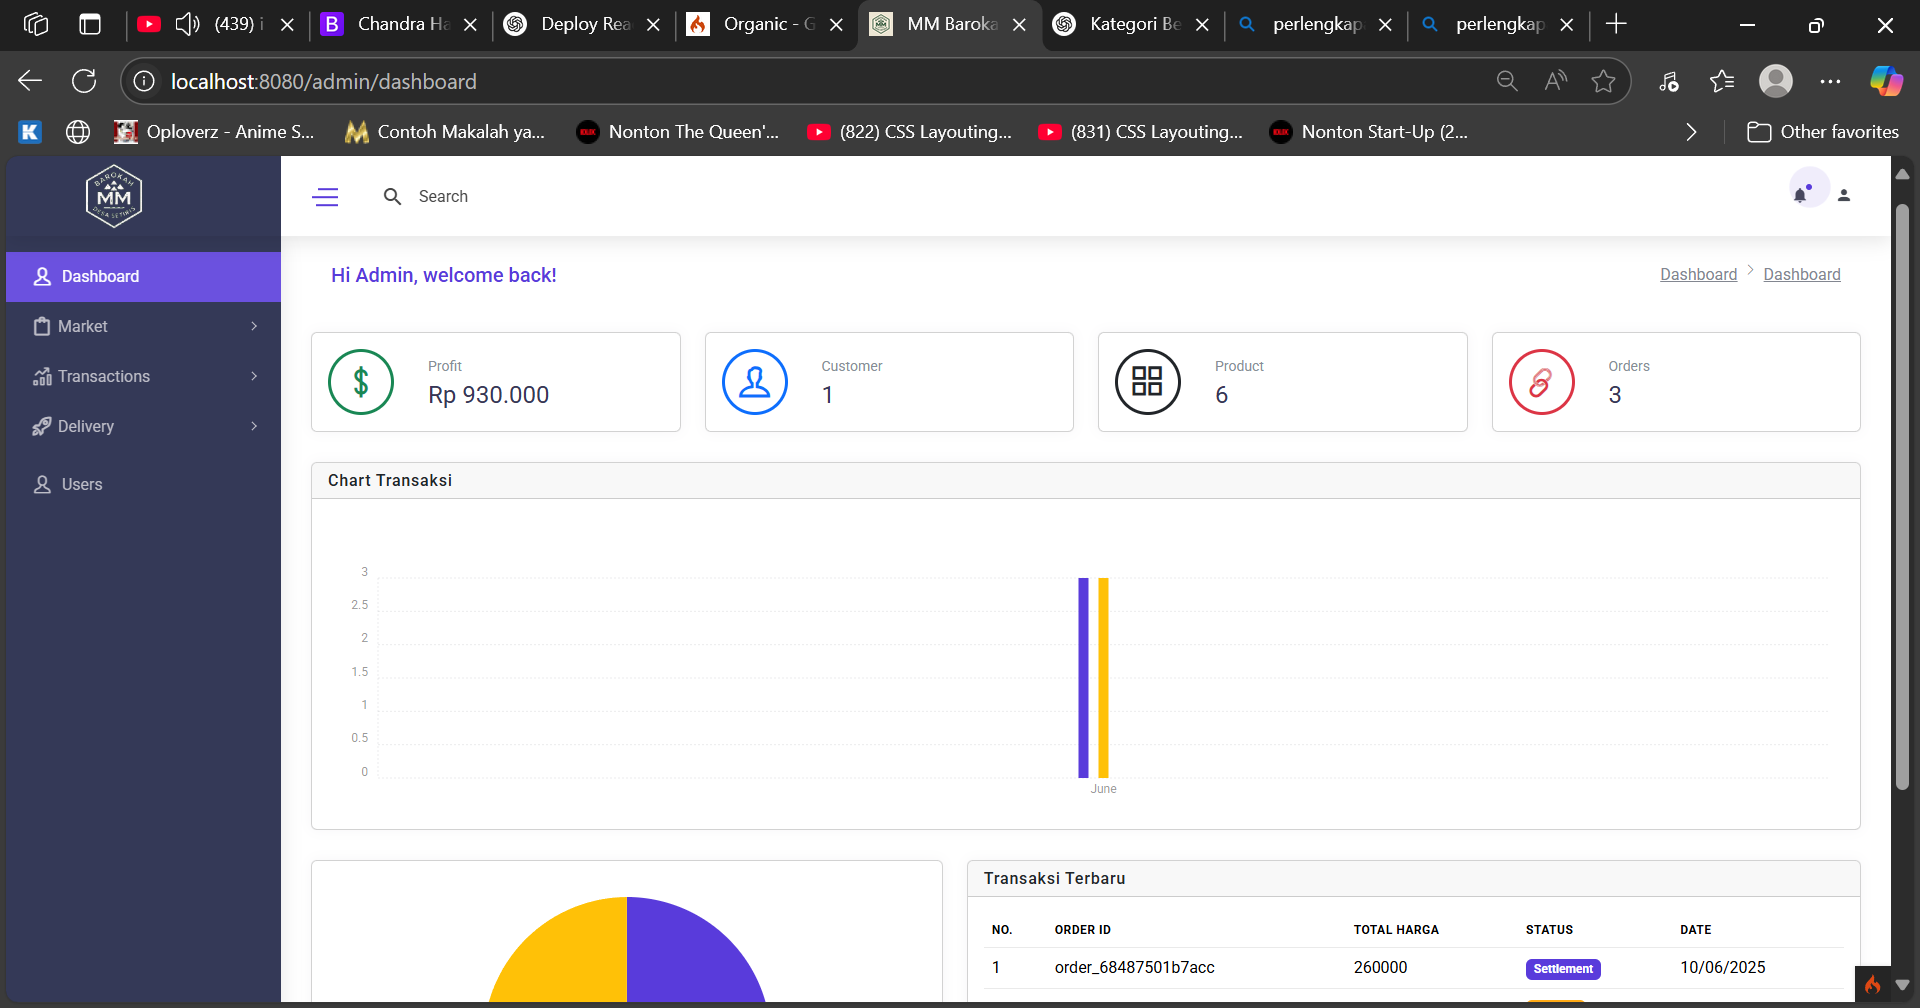 (439) i
Chandra Ha
Deploy Rea
Organic - G
MM Baroka
Kategori Be
perlengkap
perlengkap
localhost:8080/admin/dashboard
Oploverz - Anime S...
Contoh Makalah ya...
Nonton The Queen'...
(822) CSS Layouting...
(831) CSS Layouting...
Nonton Start-Up (2...
Other favorites
BAROKAH
MM
DESA SETIRIS
Search
Dashboard
Market
Transactions
Delivery
Users
Hi Admin, welcome back!
Dashboard > Dashboard
Profit
Rp 930.000
Customer
1
Product
6
Orders
3
Chart Transaksi
3
2.5
2
1.5
1
0.5
0
June
Transaksi Terbaru
NO. ORDER ID TOTAL HARGA STATUS DATE
1 order_68487501b7acc 260000 Settlement 10/06/2025